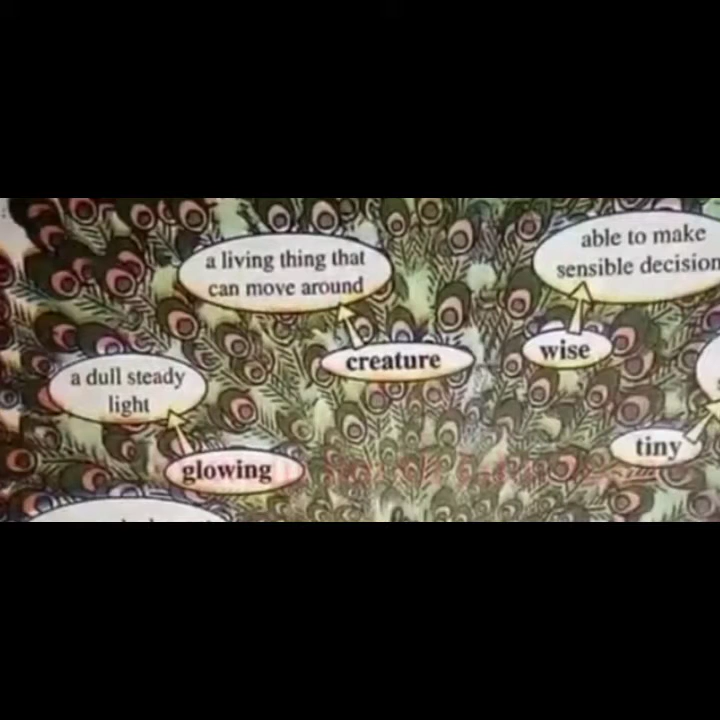 a living thing that
can move around
creature
able to make
sensible decision
wise
a dull steady
light
glowing
tiny